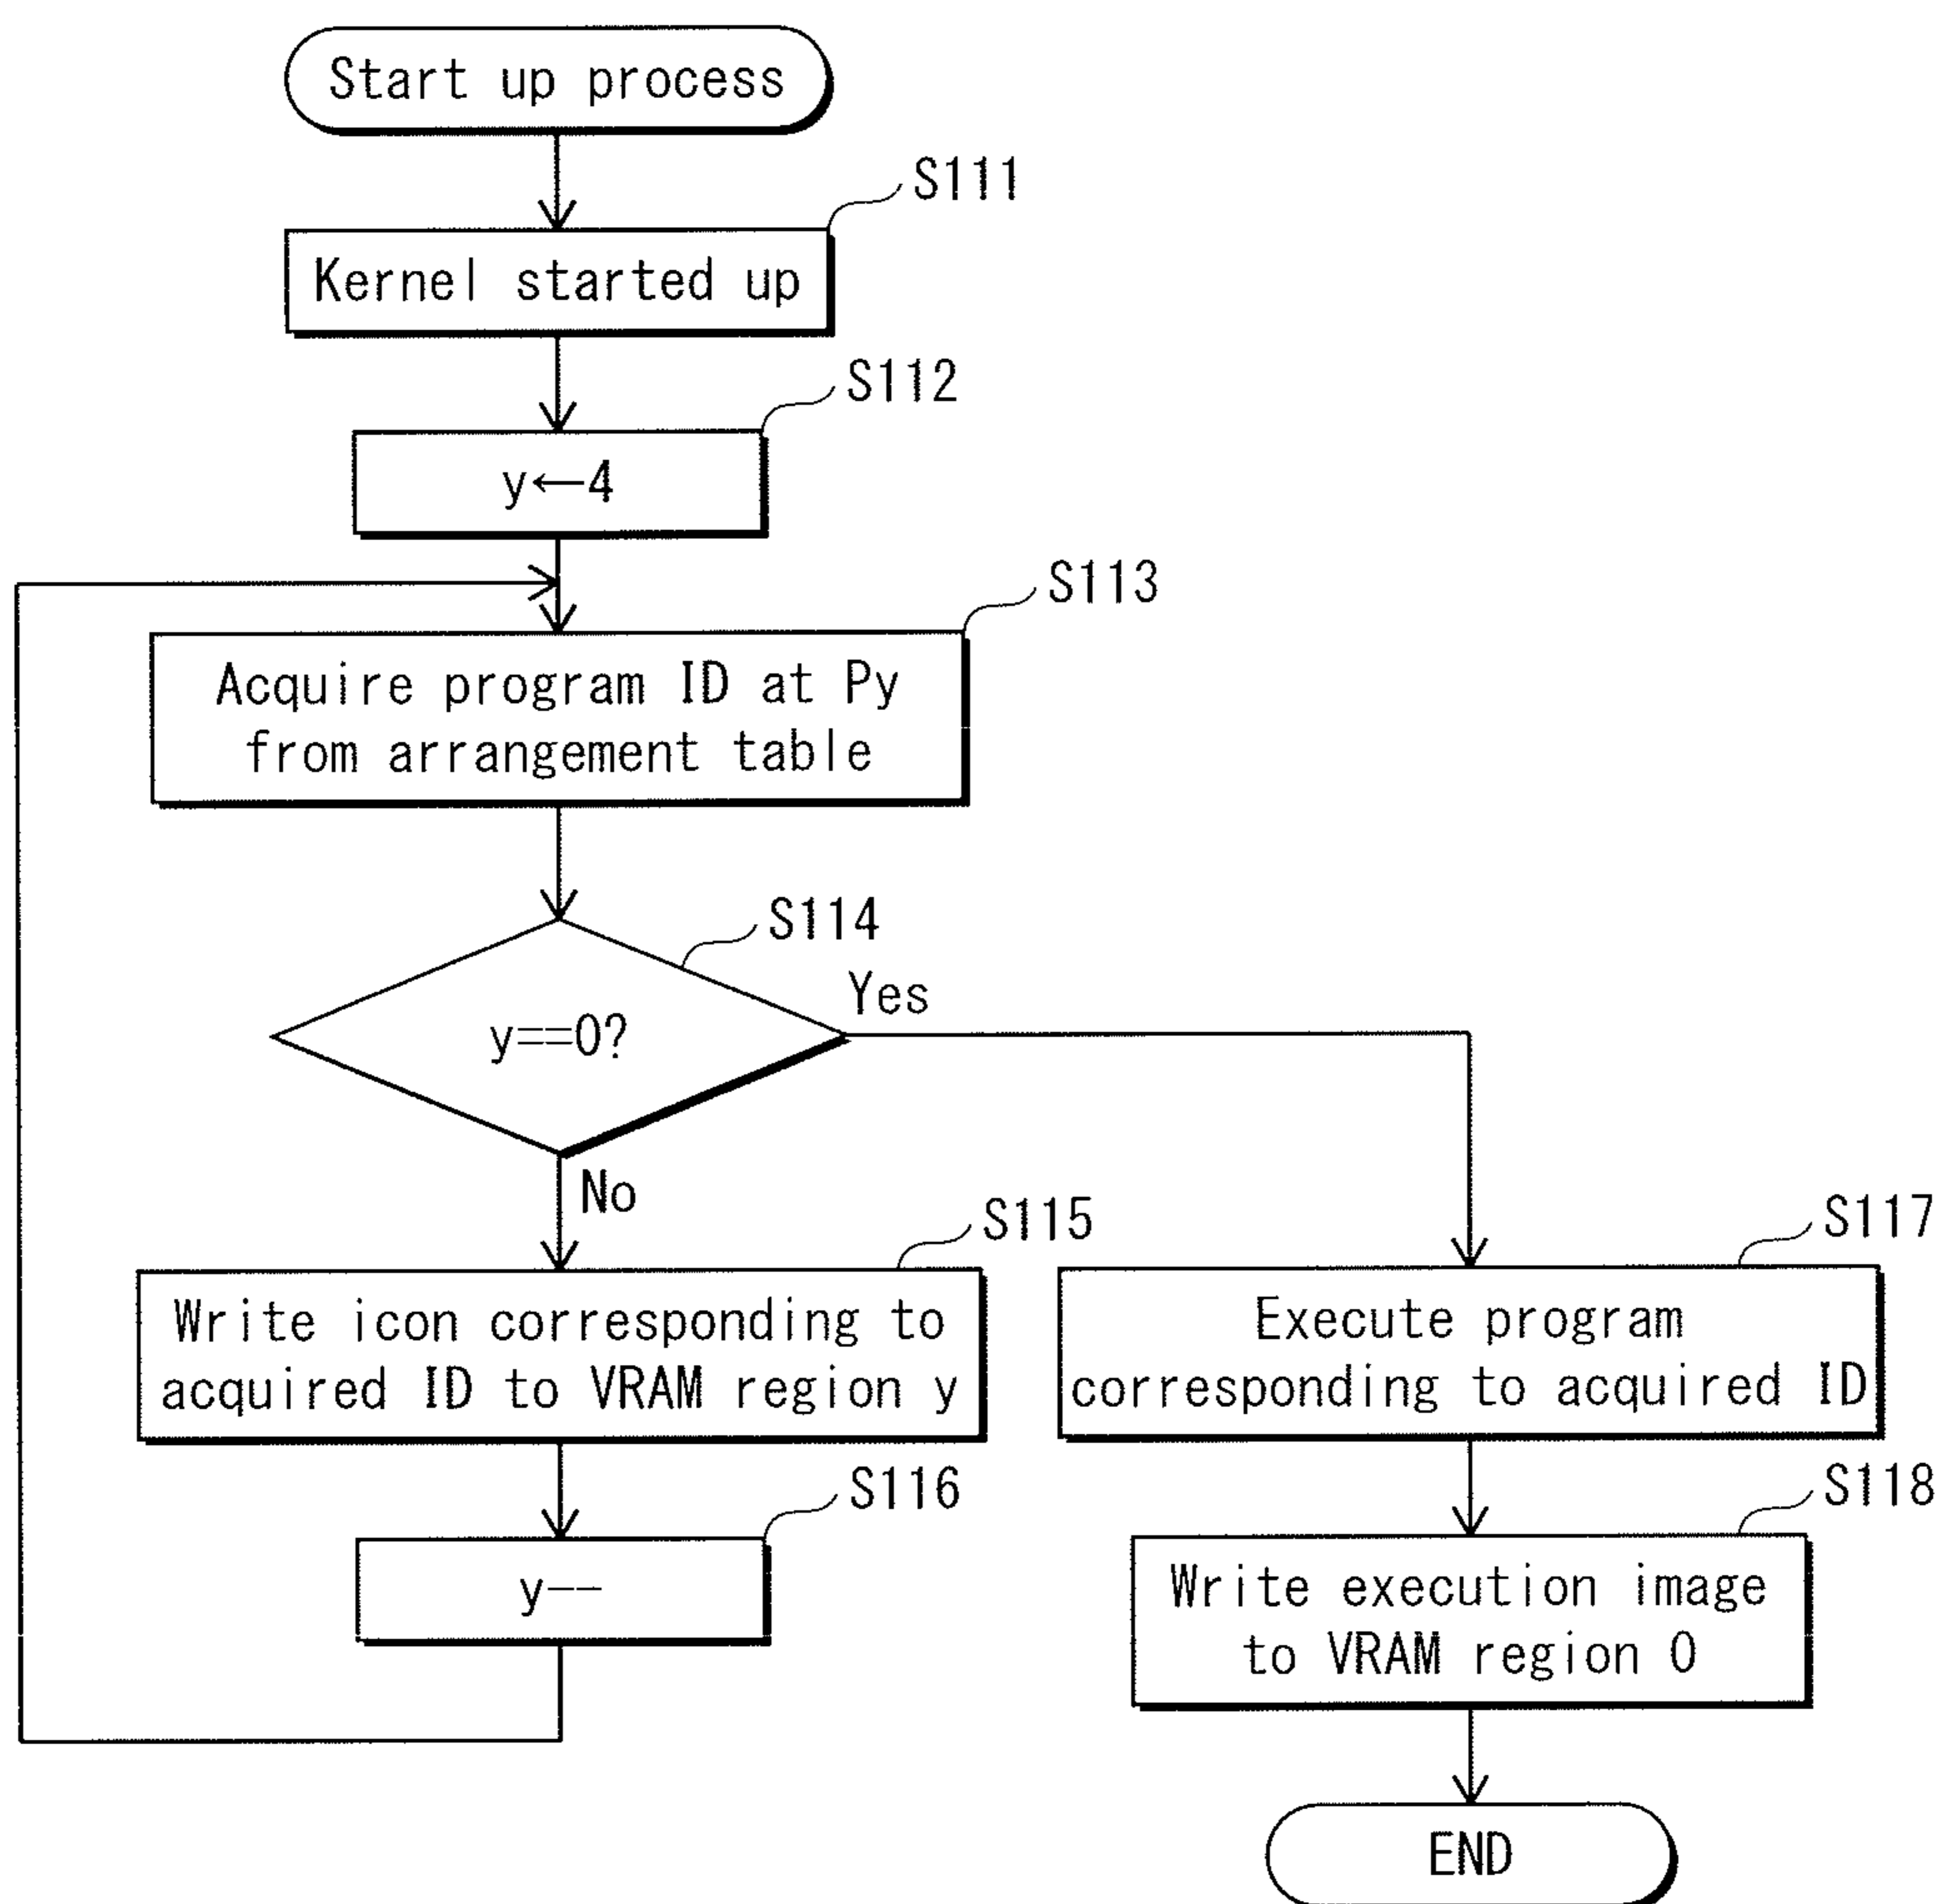 Start up process
S111
Kernel started up
S112
y←4
S113
Acquire program ID at Py
from arrangement table
S114
y==0?
Yes
No
S115
Write icon corresponding to
acquired ID to VRAM region y
S116
y--
S117
Execute program
corresponding to acquired ID
S118
Write execution image
to VRAM region 0
END